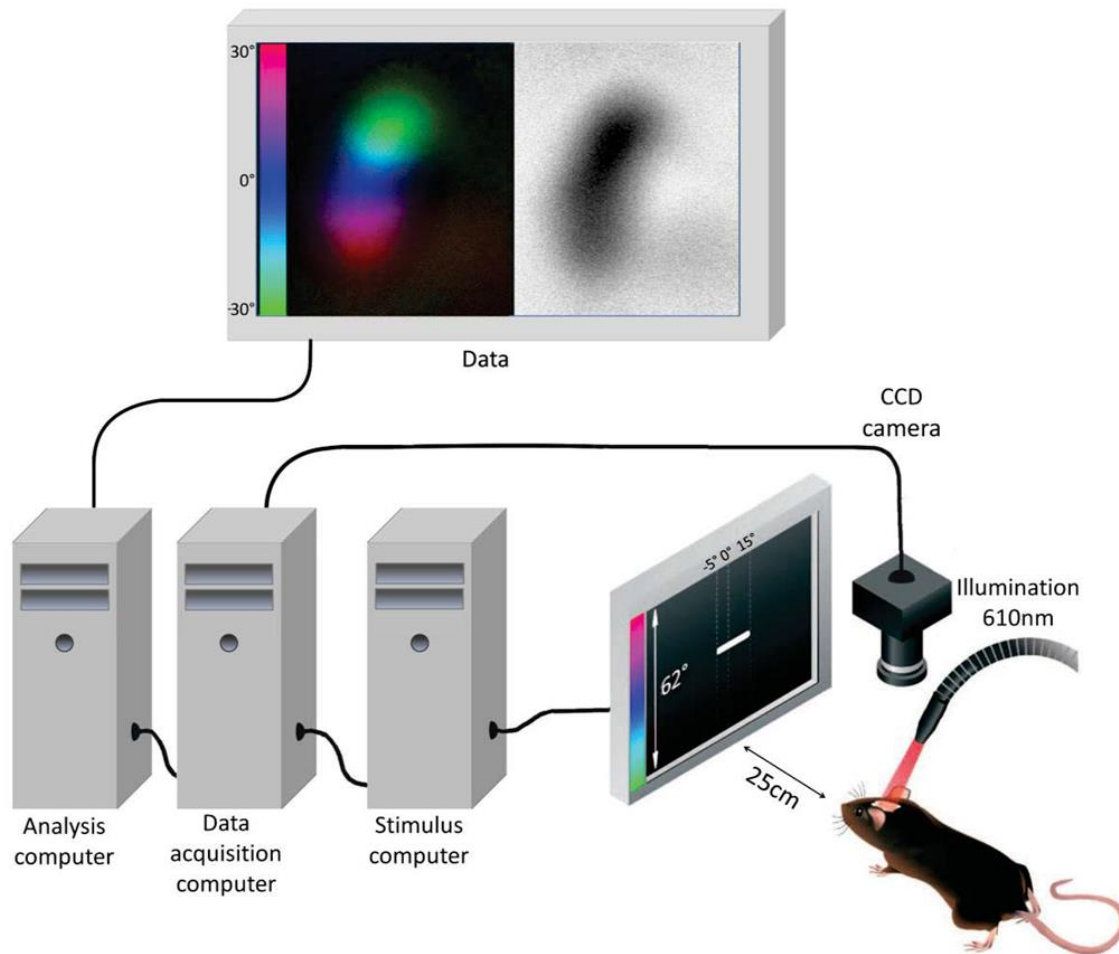 30°
0°
-30°
Data
CCD
camera
-5° 0° 15°
Illumination
610nm
62°
25cm
Analysis
computer
Data
acquisition
computer
Stimulus
computer